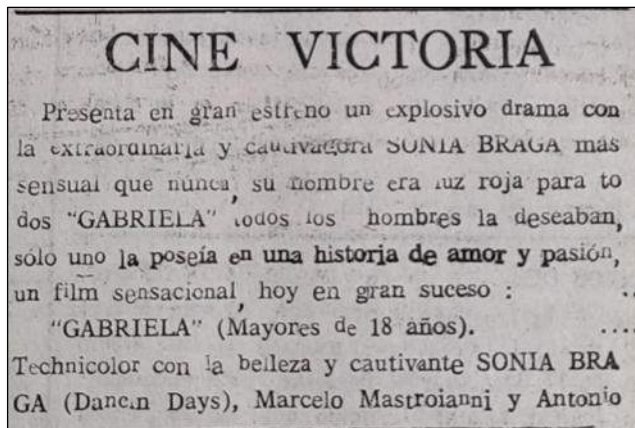 CINE VICTORIA
Presenta en gran estreno un explosivo drama con
la extraordinaria y cautivadora SONIA BRAGA más
sensual que nunca, su nombre era luz roja para to
dos "GABRIELA" todos los hombres la deseaban,
sólo uno la poseía en una historia de amor y pasión,
un film sensacional, hoy en gran suceso : ..
"GABRIELA" (Mayores de 18 años). ....
Technicolor con la belleza y cautivante SONIA BRA
GA (Dancin Days), Marcelo Mastroianni y Antonio